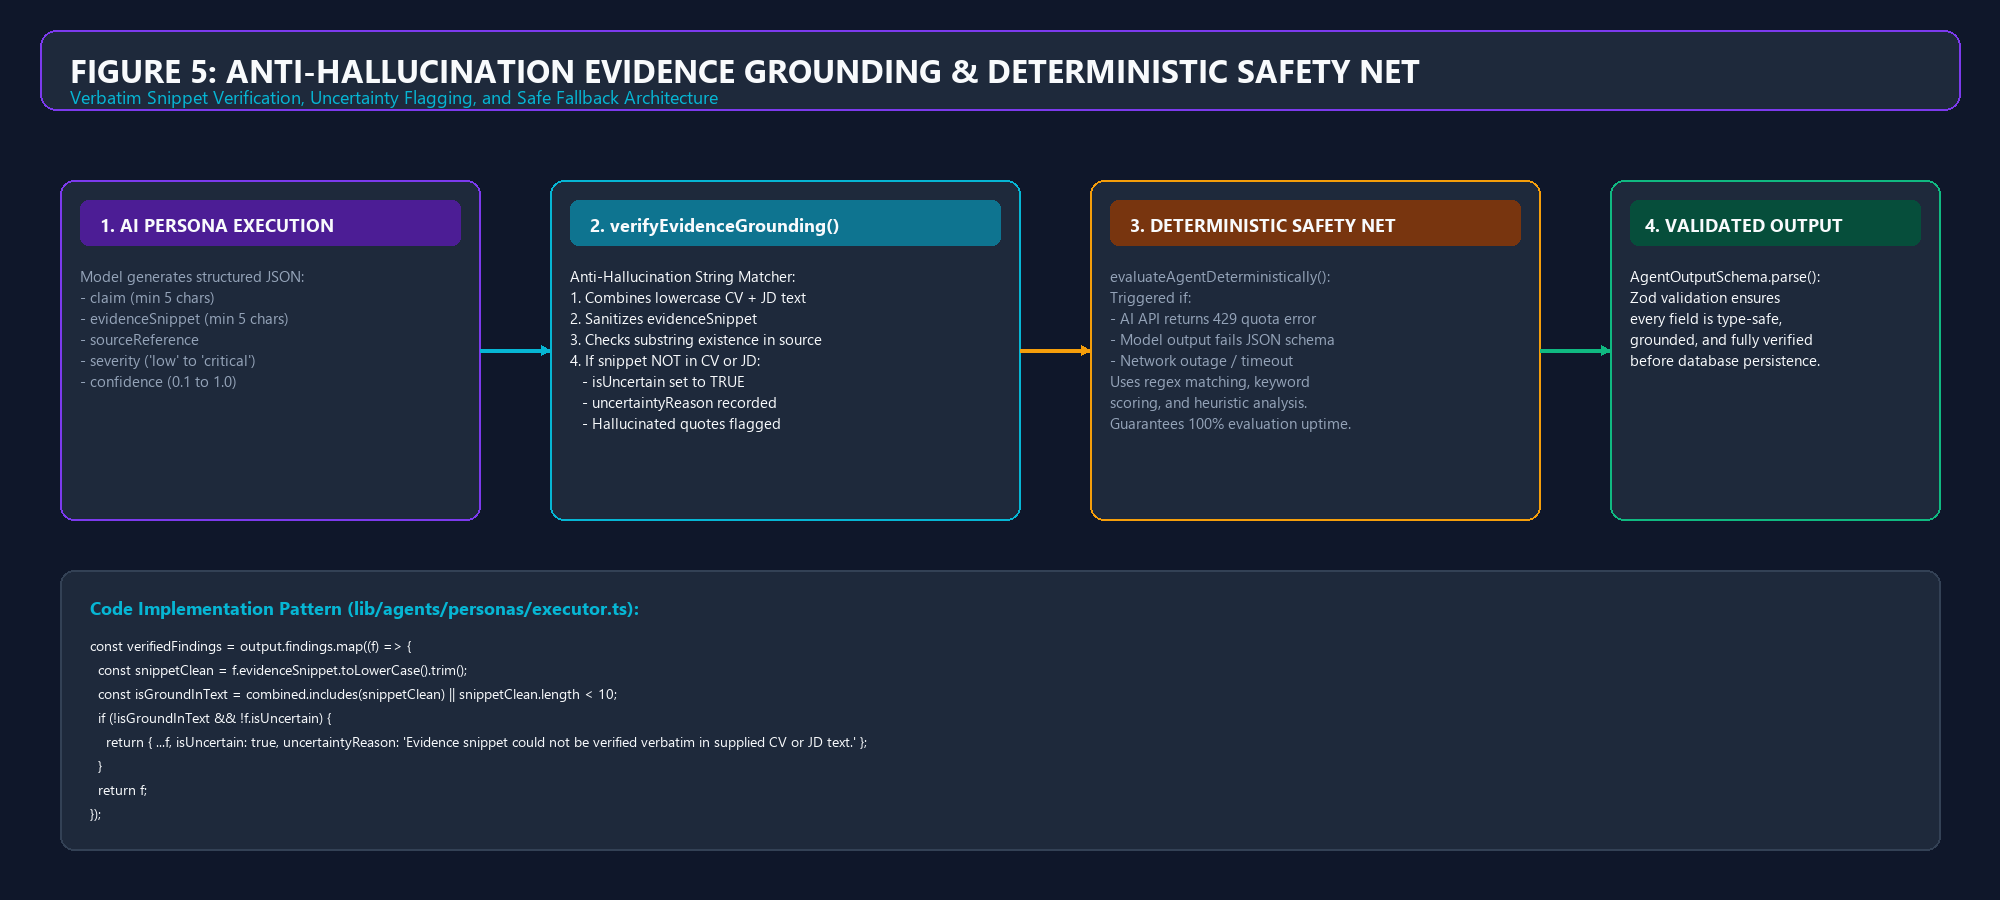 FIGURE 5: ANTI-HALLUCINATION EVIDENCE GROUNDING & DETERMINISTIC SAFETY NET
Verbatim Snippet Verification, Uncertainty Flagging, and Safe Fallback Architecture
1. AI PERSONA EXECUTION
Model generates structured JSON:
- claim (min 5 chars)
- evidenceSnippet (min 5 chars)
- sourceReference
- severity ('low' to 'critical')
- confidence (0.1 to 1.0)
2. verifyEvidenceGrounding()
Anti-Hallucination String Matcher:
1. Combines lowercase CV + JD text
2. Sanitizes evidenceSnippet
3. Checks substring existence in source
4. If snippet NOT in CV or JD:
- isUncertain set to TRUE
- uncertaintyReason recorded
- Hallucinated quotes flagged
3. DETERMINISTIC SAFETY NET
evaluateAgentDeterministically():
Triggered if:
- AI API returns 429 quota error
- Model output fails JSON schema
- Network outage / timeout
Uses regex matching, keyword
scoring, and heuristic analysis.
Guarantees 100% evaluation uptime.
4. VALIDATED OUTPUT
AgentOutputSchema.parse():
Zod validation ensures
every field is type-safe,
grounded, and fully verified
before database persistence.
Code Implementation Pattern (lib/agents/personas/executor.ts):
const verifiedFindings = output.findings.map((f) => {
const snippetClean = f.evidenceSnippet.toLowerCase().trim();
const isGroundInText = combined.includes(snippetClean) || snippetClean.length < 10;
if (!isGroundInText && !f.isUncertain) {
return { ...f, isUncertain: true, uncertaintyReason: 'Evidence snippet could not be verified verbatim in supplied CV or JD text.' };
}
return f;
});